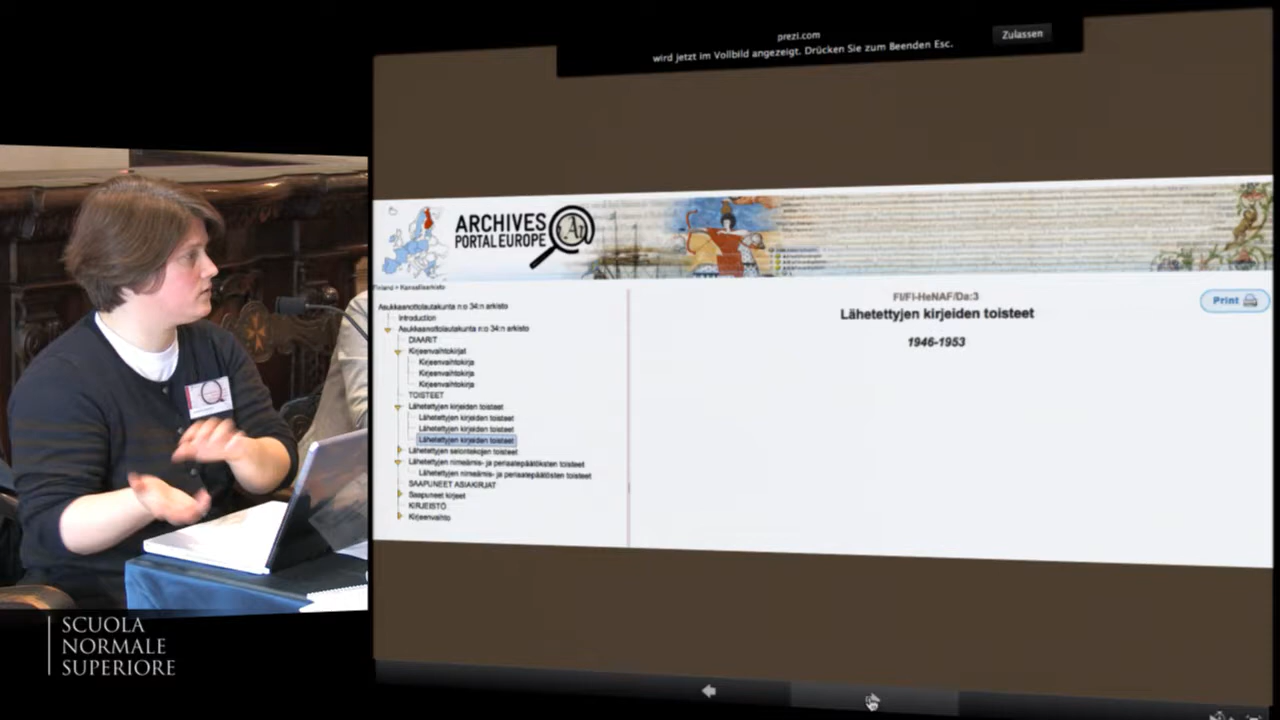 prezi.com
wird jetzt im Vollbild angezeigt. Drücken Sie zum Beenden Esc.
Zulassen
ARCHIVES
PORTAL EUROPE
Finland > Kansallisarkisto
Asukkaanottolautakunta n:o 34:n arkisto
Introduction
Asukkaanottolautakunta n:o 34:n arkisto
DIAARIT
Kirjeenvaihtokirjat
Kirjeenvaihtokirja
Kirjeenvaihtokirja
Kirjeenvaihtokirja
TOISTEET
Lähetettyjen kirjeiden toisteet
Lähetettyjen kirjeiden toisteet
Lähetettyjen kirjeiden toisteet
Lähetettyjen kirjeiden toisteet
Lähetettyjen selontekojen toisteet
Lähetettyjen nimeämis- ja periaatepäätösten toisteet
Lähetettyjen nimeämis- ja periaatepäätösten toisteet
SAAPUNEET ASIAKIRJAT
Saapuneet kirjeet
KIRJEISTÖ
Kirjeenvaihto
FI/FI-HeNAF/Da:3
Lähetettyjen kirjeiden toisteet
1946-1953
Print
SCUOLA
NORMALE
SUPERIORE